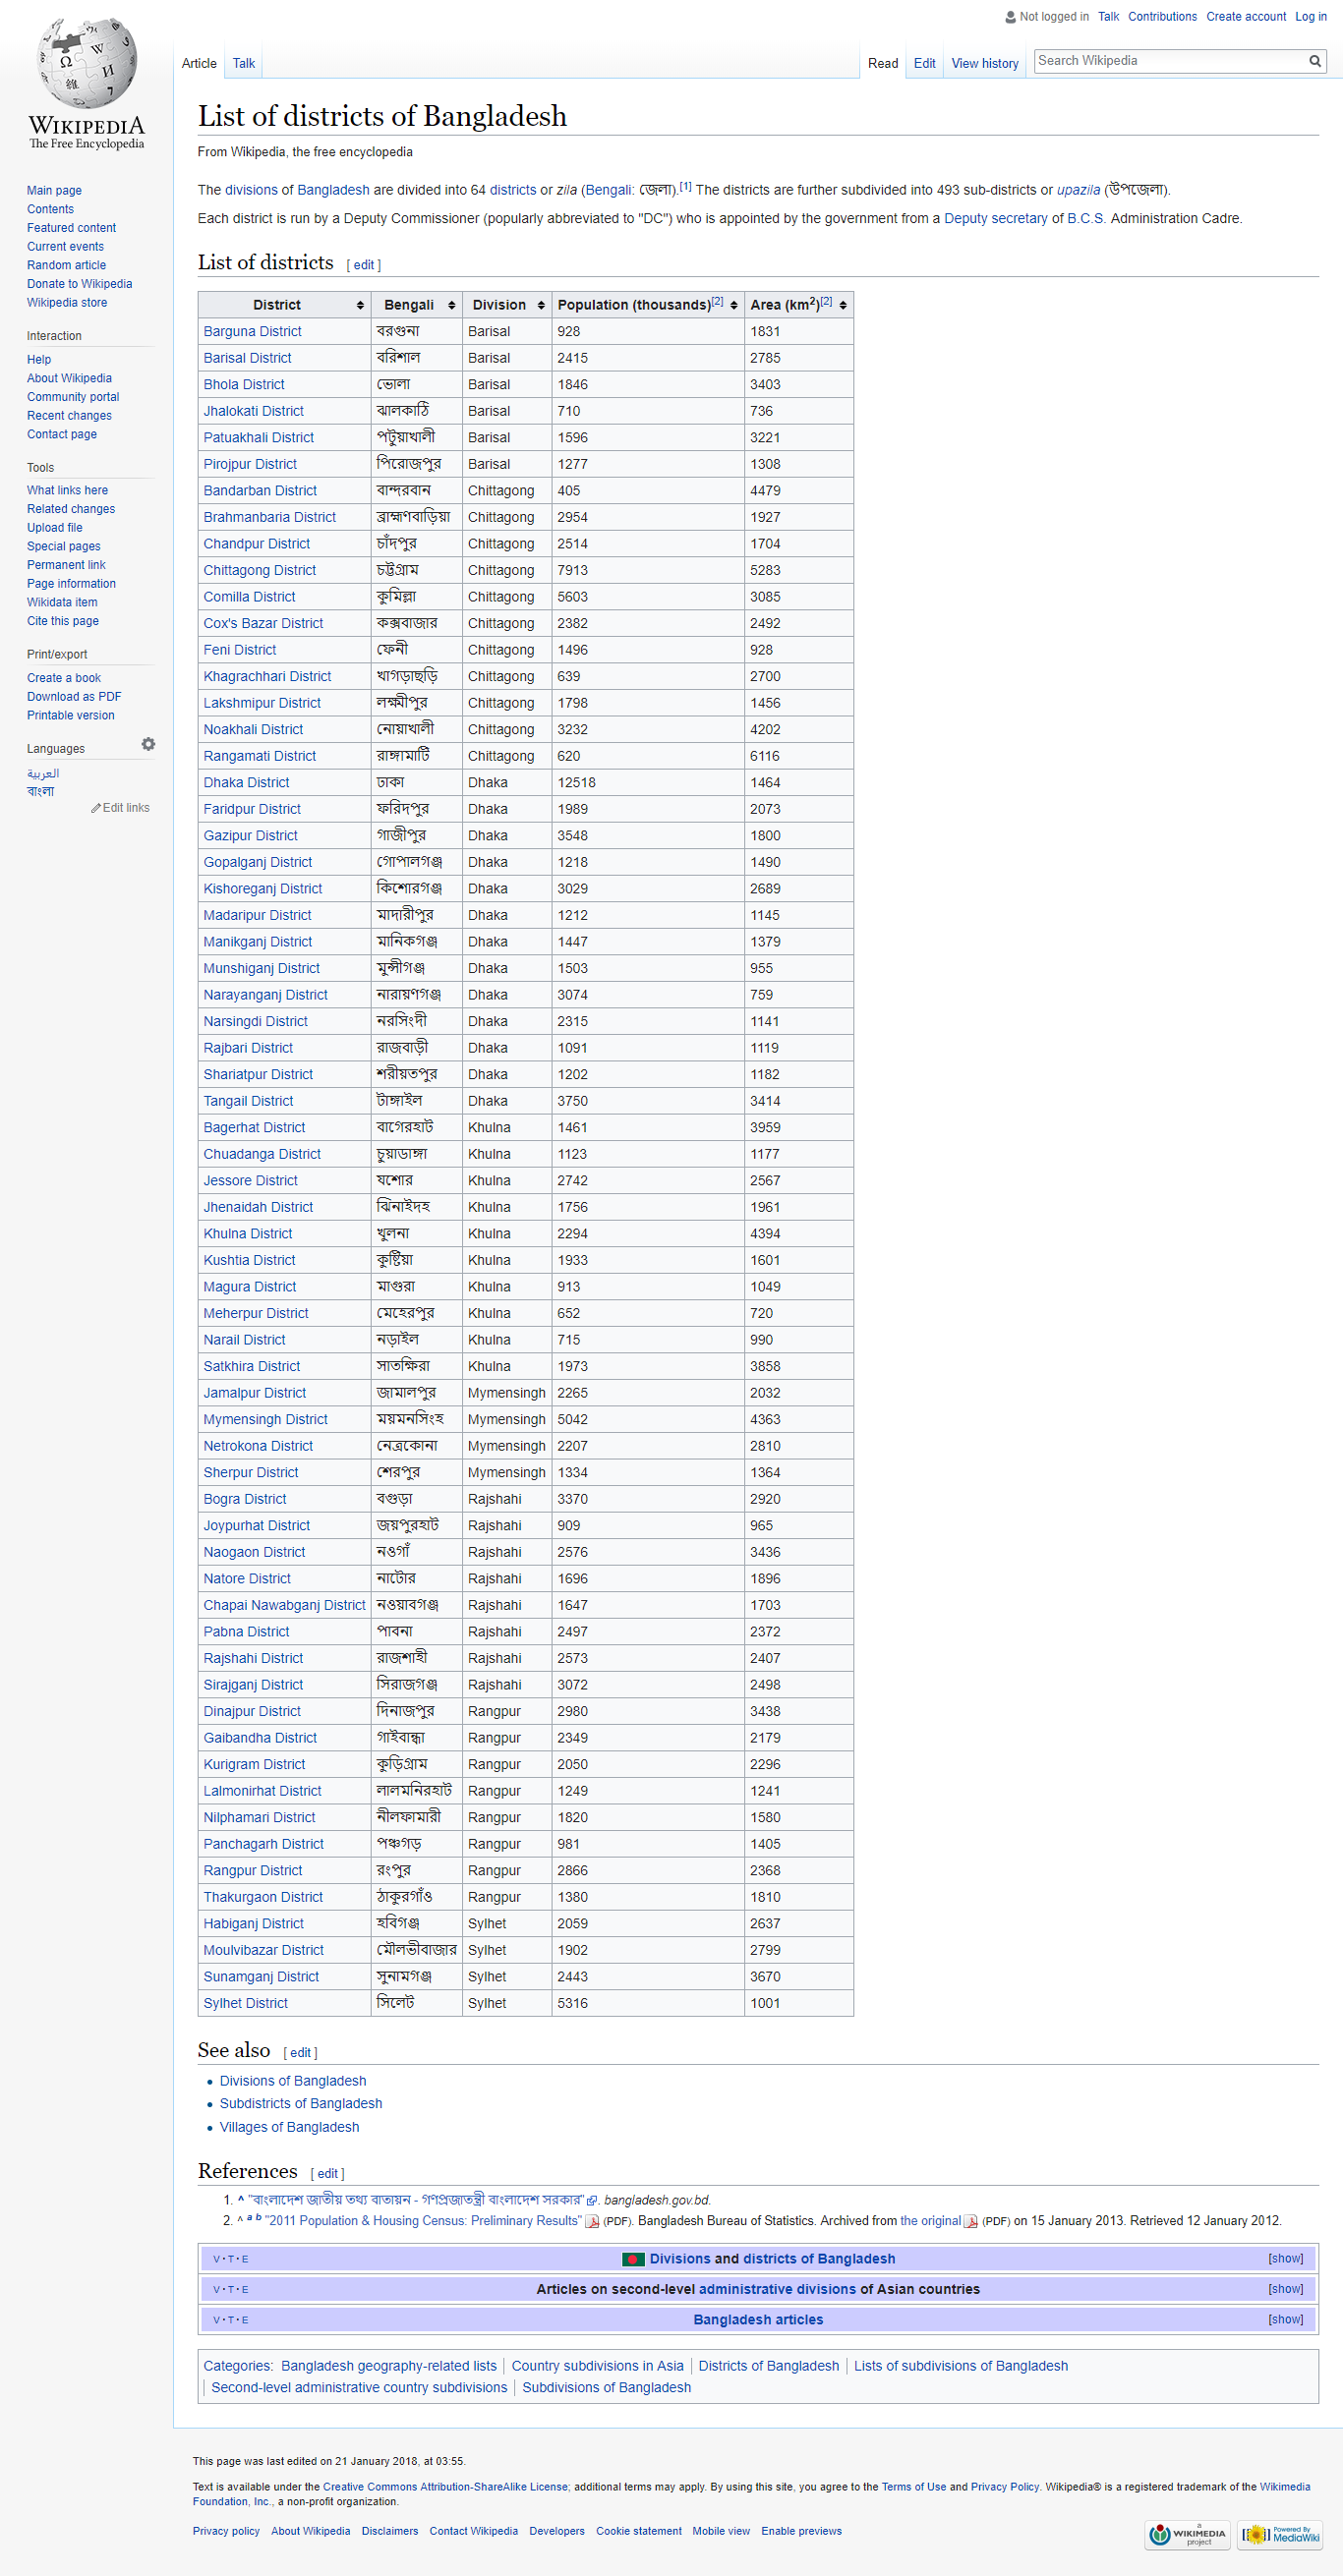 Not logged in Talk Contributions Create account Log in
Article Talk Read Edit View history Search Wikipedia
WIKIPEDIA
The Free Encyclopedia
Main page
Contents
Featured content
Current events
Random article
Donate to Wikipedia
Wikipedia store
Interaction
Help
About Wikipedia
Community portal
Recent changes
Contact page
Tools
What links here
Related changes
Upload file
Special pages
Permanent link
Page information
Wikidata item
Cite this page
Print/export
Create a book
Download as PDF
Printable version
Languages
العربية
বাংলা
Edit links
List of districts of Bangladesh
From Wikipedia, the free encyclopedia
The divisions of Bangladesh are divided into 64 districts or zila (Bengali: জেলা).[1] The districts are further subdivided into 493 sub-districts or upazila (উপজেলা).
Each district is run by a Deputy Commissioner (popularly abbreviated to "DC") who is appointed by the government from a Deputy secretary of B.C.S. Administration Cadre.
List of districts [ edit ]
District Bengali Division Population (thousands)[2] Area (km2)[2]
Barguna District বরগুনা Barisal 928 1831
Barisal District বরিশাল Barisal 2415 2785
Bhola District ভোলা Barisal 1846 3403
Jhalokati District ঝালকাঠি Barisal 710 736
Patuakhali District পটুয়াখালী Barisal 1596 3221
Pirojpur District পিরোজপুর Barisal 1277 1308
Bandarban District বান্দরবান Chittagong 405 4479
Brahmanbaria District ব্রাহ্মণবাড়িয়া Chittagong 2954 1927
Chandpur District চাঁদপুর Chittagong 2514 1704
Chittagong District চট্টগ্রাম Chittagong 7913 5283
Comilla District কুমিল্লা Chittagong 5603 3085
Cox's Bazar District কক্সবাজার Chittagong 2382 2492
Feni District ফেনী Chittagong 1496 928
Khagrachhari District খাগড়াছড়ি Chittagong 639 2700
Lakshmipur District লক্ষ্মীপুর Chittagong 1798 1456
Noakhali District নোয়াখালী Chittagong 3232 4202
Rangamati District রাঙ্গামাটি Chittagong 620 6116
Dhaka District ঢাকা Dhaka 12518 1464
Faridpur District ফরিদপুর Dhaka 1989 2073
Gazipur District গাজীপুর Dhaka 3548 1800
Gopalganj District গোপালগঞ্জ Dhaka 1218 1490
Kishoreganj District কিশোরগঞ্জ Dhaka 3029 2689
Madaripur District মাদারীপুর Dhaka 1212 1145
Manikganj District মানিকগঞ্জ Dhaka 1447 1379
Munshiganj District মুন্সীগঞ্জ Dhaka 1503 955
Narayanganj District নারায়ণগঞ্জ Dhaka 3074 759
Narsingdi District নরসিংদী Dhaka 2315 1141
Rajbari District রাজবাড়ী Dhaka 1091 1119
Shariatpur District শরীয়তপুর Dhaka 1202 1182
Tangail District টাঙ্গাইল Dhaka 3750 3414
Bagerhat District বাগেরহাট Khulna 1461 3959
Chuadanga District চুয়াডাঙ্গা Khulna 1123 1177
Jessore District যশোর Khulna 2742 2567
Jhenaidah District ঝিনাইদহ Khulna 1756 1961
Khulna District খুলনা Khulna 2294 4394
Kushtia District কুষ্টিয়া Khulna 1933 1601
Magura District মাগুরা Khulna 913 1049
Meherpur District মেহেরপুর Khulna 652 720
Narail District নড়াইল Khulna 715 990
Satkhira District সাতক্ষিরা Khulna 1973 3858
Jamalpur District জামালপুর Mymensingh 2265 2032
Mymensingh District ময়মনসিংহ Mymensingh 5042 4363
Netrokona District নেত্রকোনা Mymensingh 2207 2810
Sherpur District শেরপুর Mymensingh 1334 1364
Bogra District বগুড়া Rajshahi 3370 2920
Joypurhat District জয়পুরহাট Rajshahi 909 965
Naogaon District নওগাঁ Rajshahi 2576 3436
Natore District নাটোর Rajshahi 1696 1896
Chapai Nawabganj District নওয়াবগঞ্জ Rajshahi 1647 1703
Pabna District পাবনা Rajshahi 2497 2372
Rajshahi District রাজশাহী Rajshahi 2573 2407
Sirajganj District সিরাজগঞ্জ Rajshahi 3072 2498
Dinajpur District দিনাজপুর Rangpur 2980 3438
Gaibandha District গাইবান্ধা Rangpur 2349 2179
Kurigram District কুড়িগ্রাম Rangpur 2050 2296
Lalmonirhat District লালমনিরহাট Rangpur 1249 1241
Nilphamari District নীলফামারী Rangpur 1820 1580
Panchagarh District পঞ্চগড় Rangpur 981 1405
Rangpur District রংপুর Rangpur 2866 2368
Thakurgaon District ঠাকুরগাঁও Rangpur 1380 1810
Habiganj District হবিগঞ্জ Sylhet 2059 2637
Moulvibazar District মৌলভীবাজার Sylhet 1902 2799
Sunamganj District সুনামগঞ্জ Sylhet 2443 3670
Sylhet District সিলেট Sylhet 5316 1001
See also [ edit ]
• Divisions of Bangladesh
• Subdistricts of Bangladesh
• Villages of Bangladesh
References [ edit ]
1. ^ "বাংলাদেশ জাতীয় তথ্য বাতায়ন - গণপ্রজাতন্ত্রী বাংলাদেশ সরকার". bangladesh.gov.bd.
2. ^ a b "2011 Population & Housing Census: Preliminary Results" (PDF). Bangladesh Bureau of Statistics. Archived from the original (PDF) on 15 January 2013. Retrieved 12 January 2012.
V · T · E Divisions and districts of Bangladesh [show]
V · T · E Articles on second-level administrative divisions of Asian countries [show]
V · T · E Bangladesh articles [show]
Categories: Bangladesh geography-related lists | Country subdivisions in Asia | Districts of Bangladesh | Lists of subdivisions of Bangladesh
| Second-level administrative country subdivisions | Subdivisions of Bangladesh
This page was last edited on 21 January 2018, at 03:55.
Text is available under the Creative Commons Attribution-ShareAlike License; additional terms may apply. By using this site, you agree to the Terms of Use and Privacy Policy. Wikipedia® is a registered trademark of the Wikimedia
Foundation, Inc., a non-profit organization.
Privacy policy About Wikipedia Disclaimers Contact Wikipedia Developers Cookie statement Mobile view Enable previews
A WIKIMEDIA project
Powered By MediaWiki